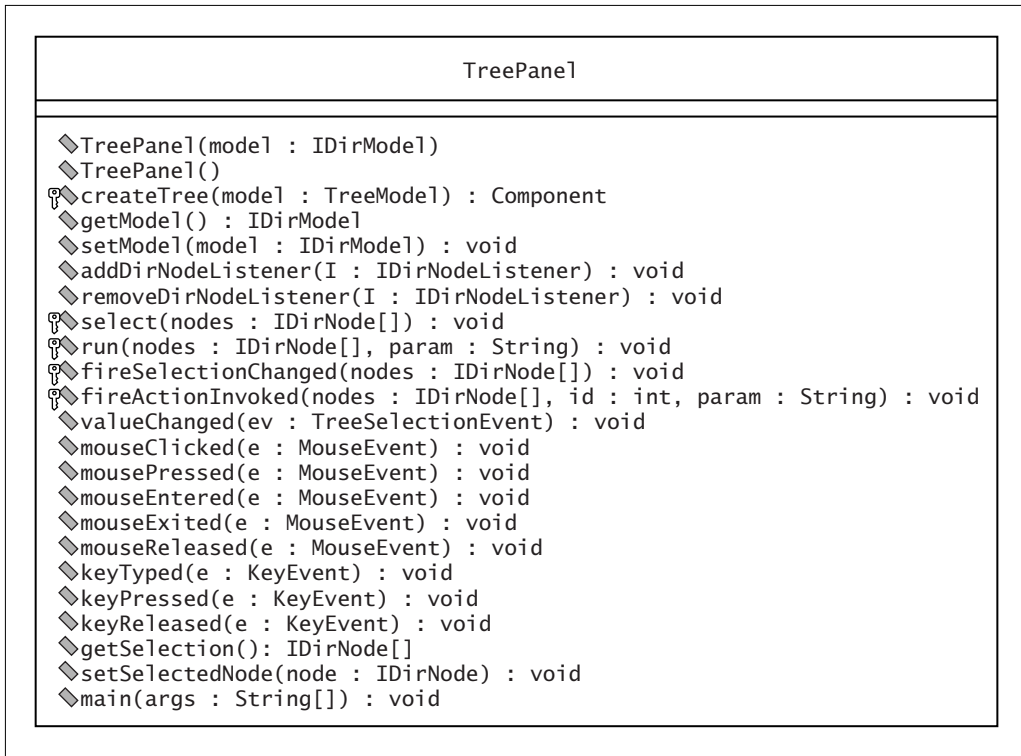 TreePanel
TreePanel(model : IDirModel)
TreePanel()
createTree(model : TreeModel) : Component
getModel() : IDirModel
setModel(model : IDirModel) : void
addDirNodeListener(I : IDirNodeListener) : void
removeDirNodeListener(I : IDirNodeListener) : void
select(nodes : IDirNode[]) : void
run(nodes : IDirNode[], param : String) : void
fireSelectionChanged(nodes : IDirNode[]) : void
fireActionInvoked(nodes : IDirNode[], id : int, param : String) : void
valueChanged(ev : TreeSelectionEvent) : void
mouseClicked(e : MouseEvent) : void
mousePressed(e : MouseEvent) : void
mouseEntered(e : MouseEvent) : void
mouseExited(e : MouseEvent) : void
mouseReleased(e : MouseEvent) : void
keyTyped(e : KeyEvent) : void
keyPressed(e : KeyEvent) : void
keyReleased(e : KeyEvent) : void
getSelection(): IDirNode[]
setSelectedNode(node : IDirNode) : void
main(args : String[]) : void